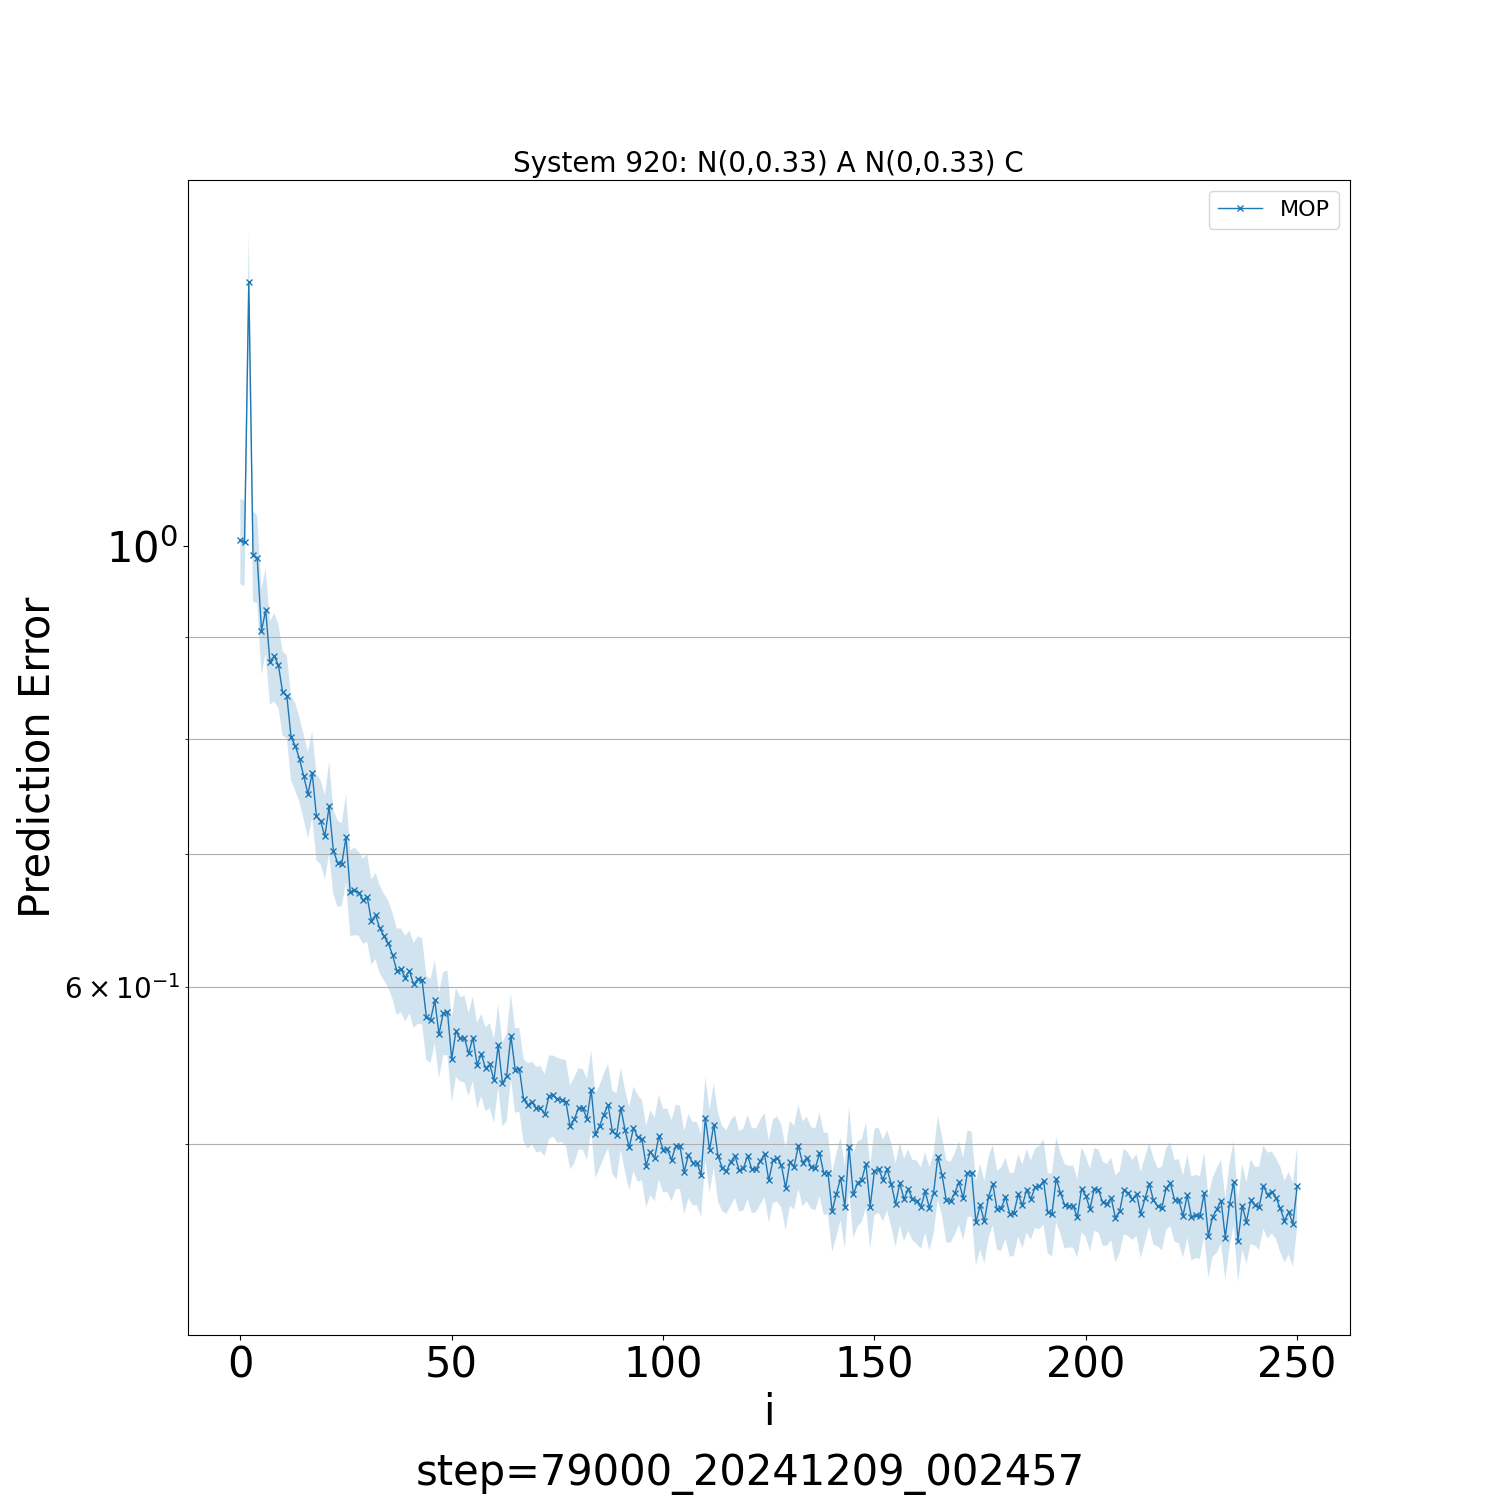 System 920: N(0,0.33) A N(0,0.33) C
MOP
10⁰
6 × 10⁻¹
Prediction Error
0 50 100 150 200 250
i
step=79000_20241209_002457